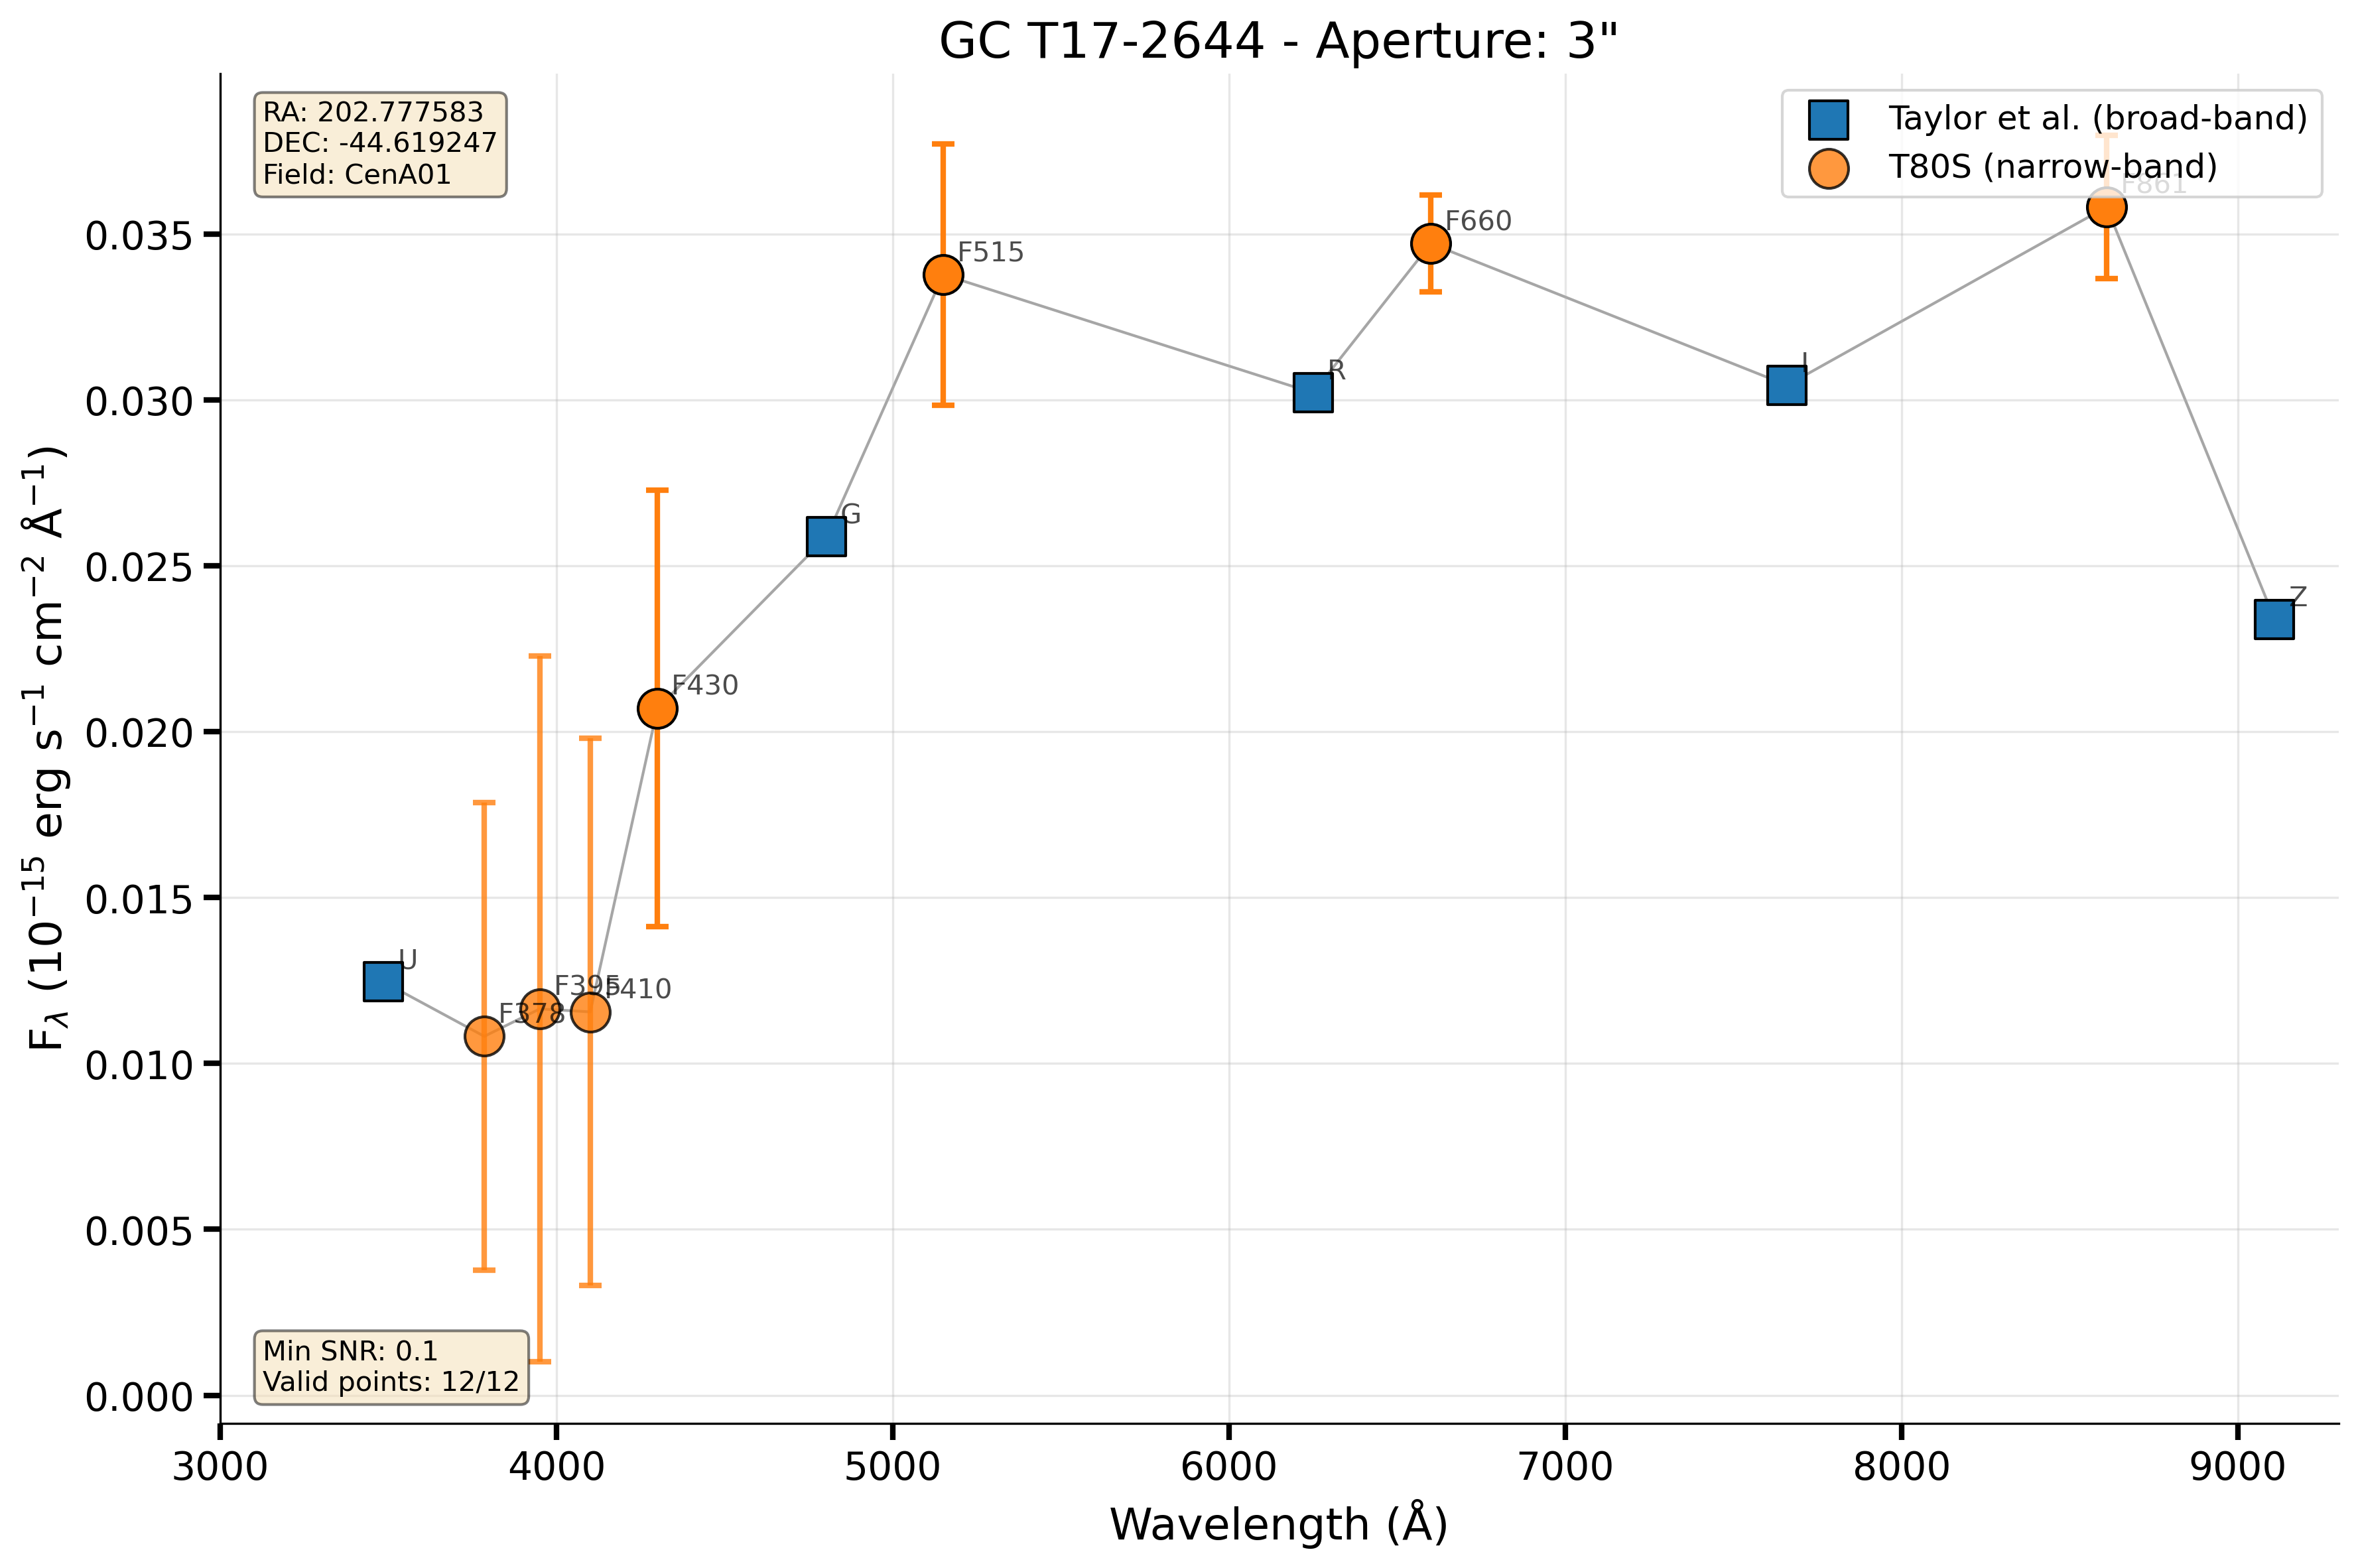 GC T17-2644 - Aperture: 3"
RA: 202.777583
DEC: -44.619247
Field: CenA01
Taylor et al. (broad-band)
T80S (narrow-band)
F861
F660
F515
R
I
G
Z
F430
U
F395
F410
F378
Min SNR: 0.1
Valid points: 12/12
0.035
0.030
0.025
0.020
0.015
0.010
0.005
0.000
F_λ (10⁻¹⁵ erg s⁻¹ cm⁻² Å⁻¹)
3000 4000 5000 6000 7000 8000 9000
Wavelength (Å)